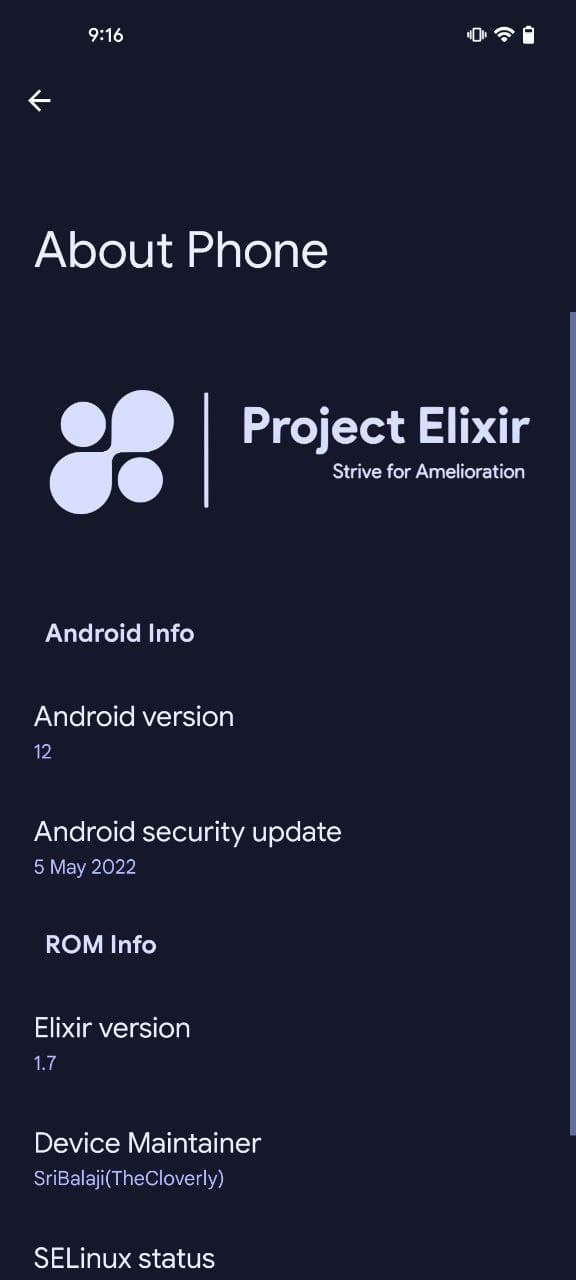 9:16
About Phone
Project Elixir
Strive for Amelioration
Android Info
Android version
12
Android security update
5 May 2022
ROM Info
Elixir version
1.7
Device Maintainer
SriBalaji(TheCloverly)
SELinux status